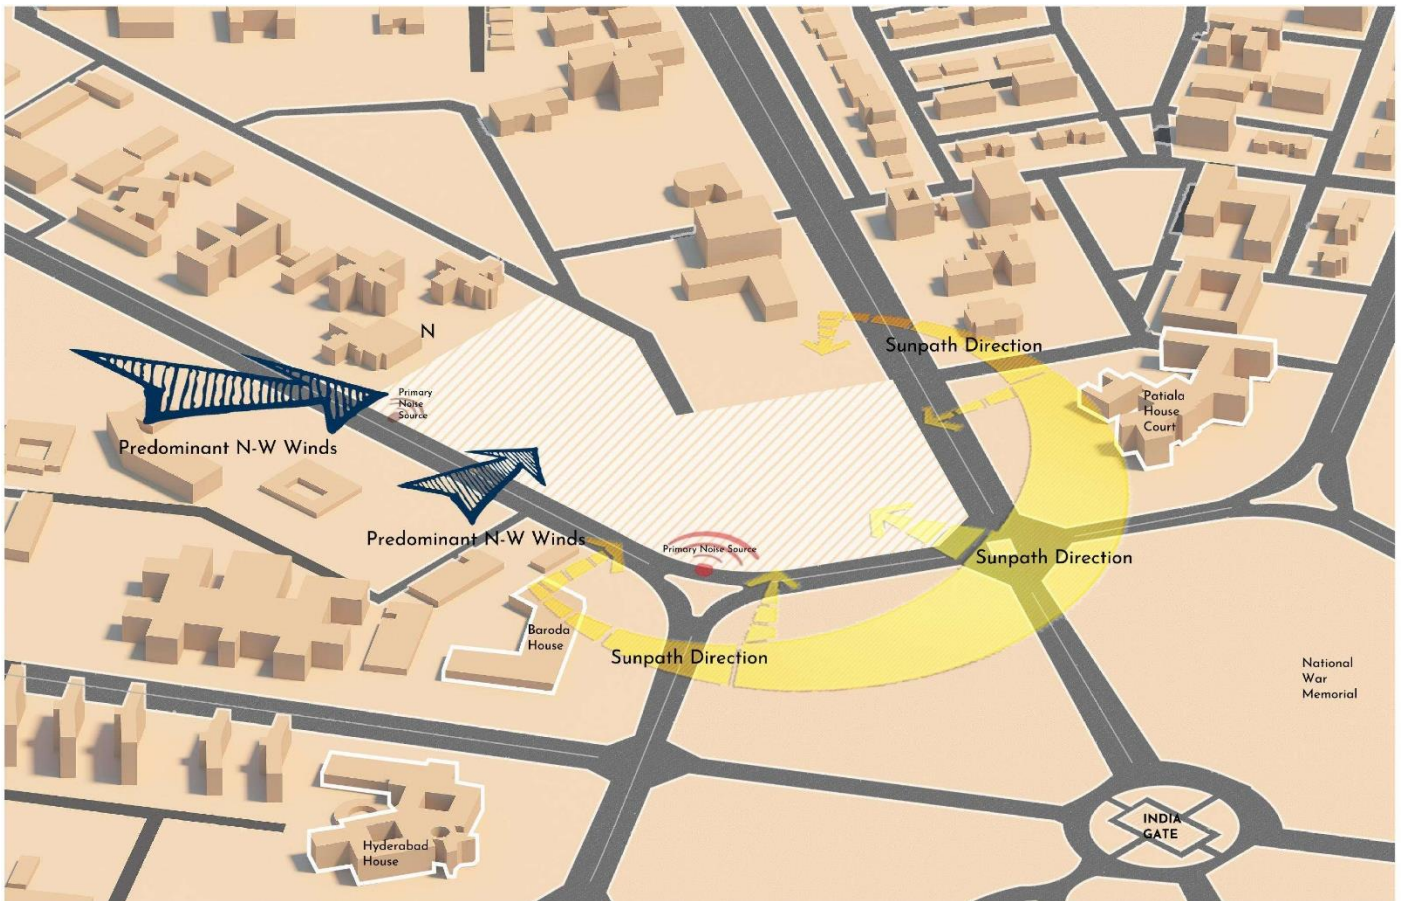 N
Sunpath Direction
Primary
Noise
Source
Patiala
House
Court
Predominant N-W Winds
Predominant N-W Winds
Primary Noise Source
Sunpath Direction
Baroda
House
Sunpath Direction
National
War
Memorial
INDIA
GATE
Hyderabad
House